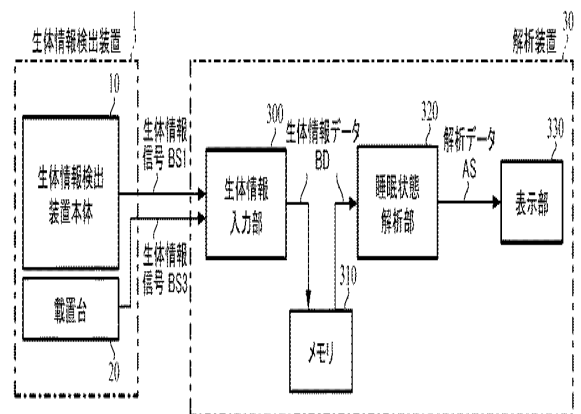 生体情報検出装置
1
解析装置
30
10
生体情報検出
装置本体
生体情報
信号 BS1
生体情報
信号 BS3
載置台
20
300
生体情報
入力部
生体情報データ
BD
310
メモリ
320
睡眠状態
解析部
解析データ
AS
330
表示部